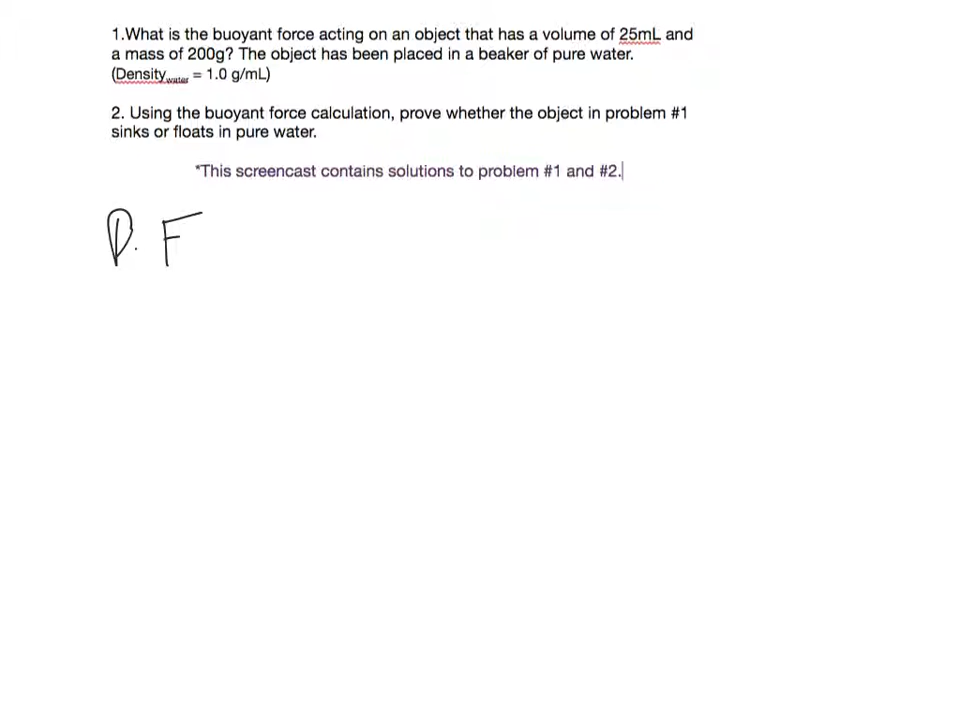 1.What is the buoyant force acting on an object that has a volume of 25mL and
a mass of 200g? The object has been placed in a beaker of pure water.
(Density water = 1.0 g/mL)
2. Using the buoyant force calculation, prove whether the object in problem #1
sinks or floats in pure water.
*This screencast contains solutions to problem #1 and #2.
B. F